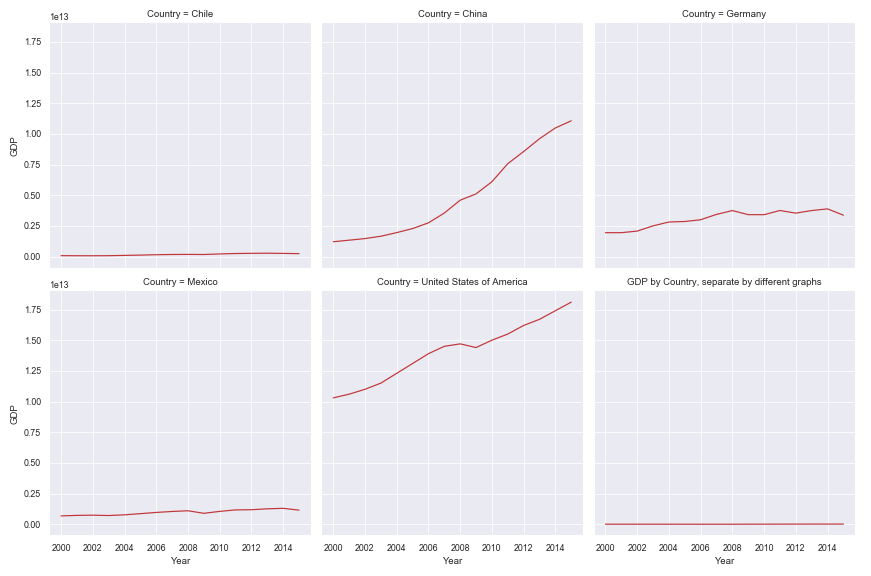 Country = Chile
Country = China
Country = Germany
1e13
1.75
1.50
1.25
1.00
0.75
0.50
0.25
0.00
GDP
Country = Mexico
Country = United States of America
GDP by Country, separate by different graphs
1e13
1.75
1.50
1.25
1.00
0.75
0.50
0.25
0.00
GDP
2000 2002 2004 2006 2008 2010 2012 2014
2000 2002 2004 2006 2008 2010 2012 2014
2000 2002 2004 2006 2008 2010 2012 2014
Year
Year
Year